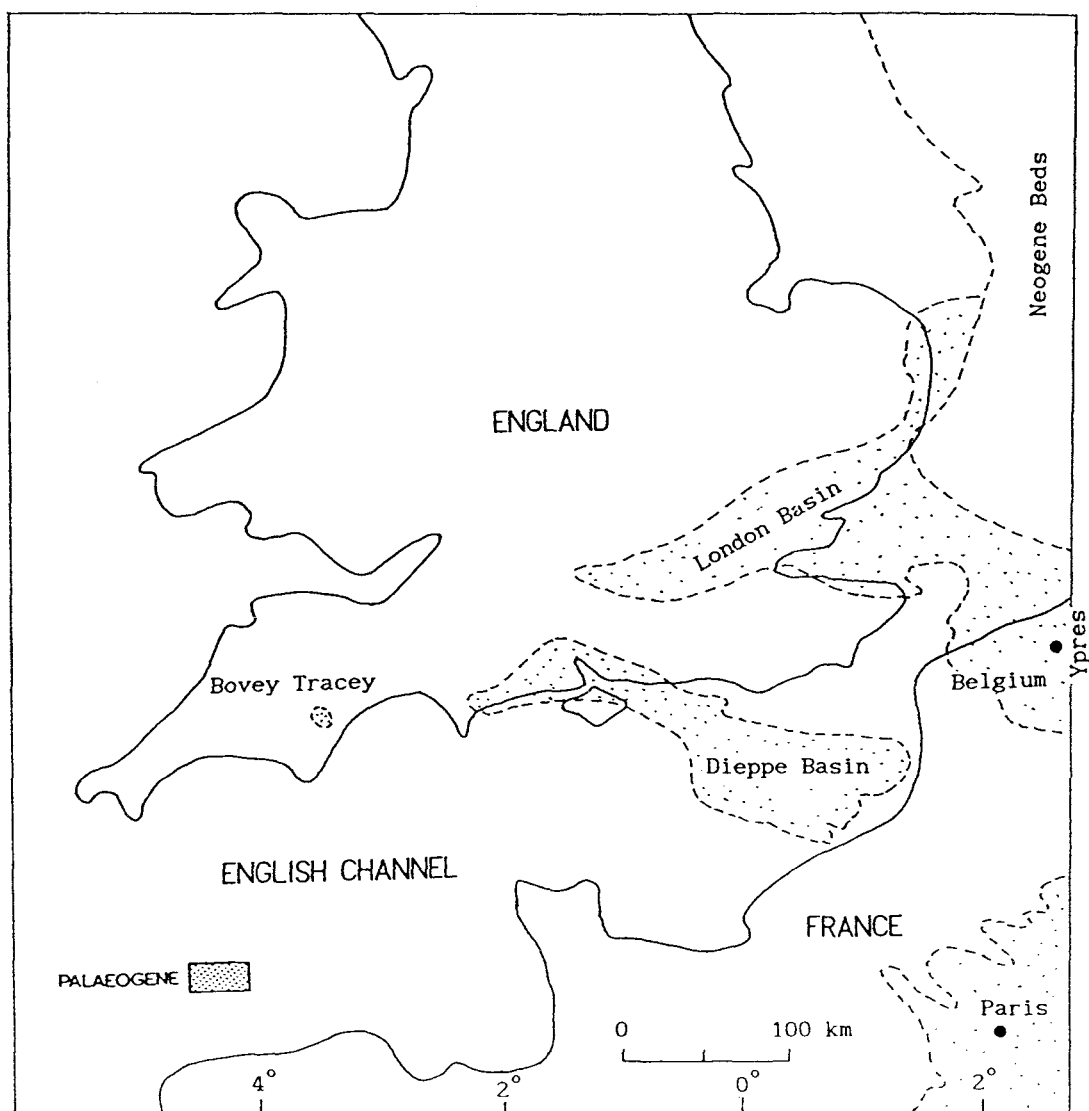 Neogene Beds
ENGLAND
London Basin
Ypres
Bovey Tracey
Belgium
Dieppe Basin
ENGLISH CHANNEL
FRANCE
PALAEOGENE
Paris
0 100 km
4° 2° 0° 2°